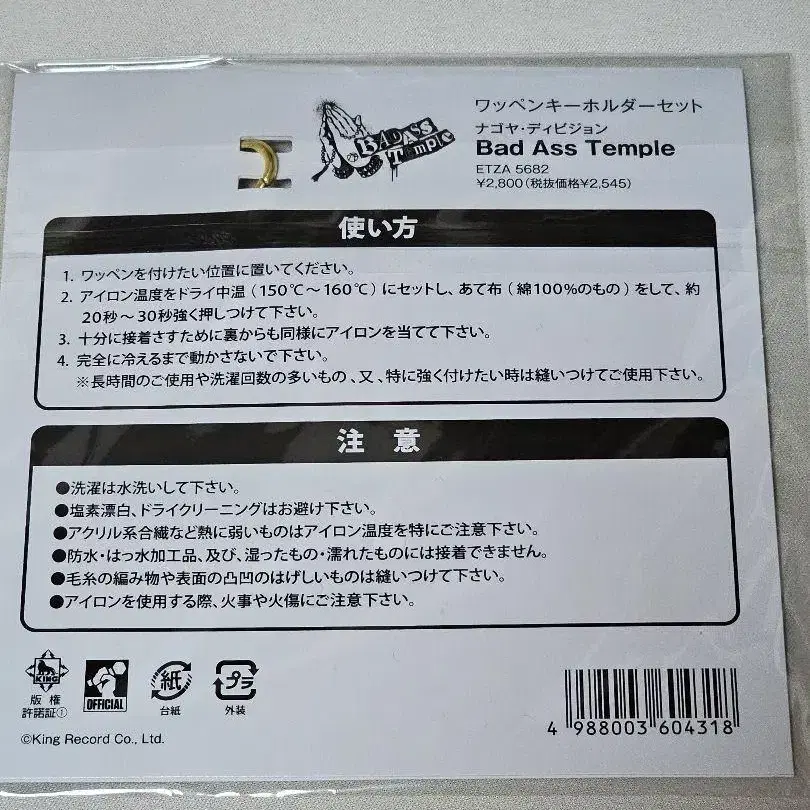 BAD ASS
Temple
ワッペンキーホルダーセット
ナゴヤ・ディビジョン
Bad Ass Temple
ETZA 5682
¥2,800(税抜価格¥2,545)
使い方
1. ワッペンを付けたい位置に置いてください。
2. アイロン温度をドライ中温(150℃〜160℃)にセットし、あて布(綿100%のもの)をして、約
20秒〜30秒強く押しつけて下さい。
3. 十分に接着さすために裏からも同様にアイロンを当てて下さい。
4. 完全に冷えるまで動かさないで下さい。
※長時間のご使用や洗濯回数の多いもの、又、特に強く付けたい時は縫いつけてご使用下さい。
注 意
●洗濯は水洗いして下さい。
●塩素漂白、ドライクリーニングはお避け下さい。
●アクリル系合繊など熱に弱いものはアイロン温度を特にご注意下さい。
●防水・はっ水加工品、及び、湿ったもの・濡れたものには接着できません。
●毛糸の編み物や表面の凸凹のはげしいものは縫いつけて下さい。
●アイロンを使用する際、火事や火傷にご注意下さい。
KING
版権
許諾証①
OFFICIAL
紙
台紙
プラ
外装
©King Record Co., Ltd.
4 988003 604318